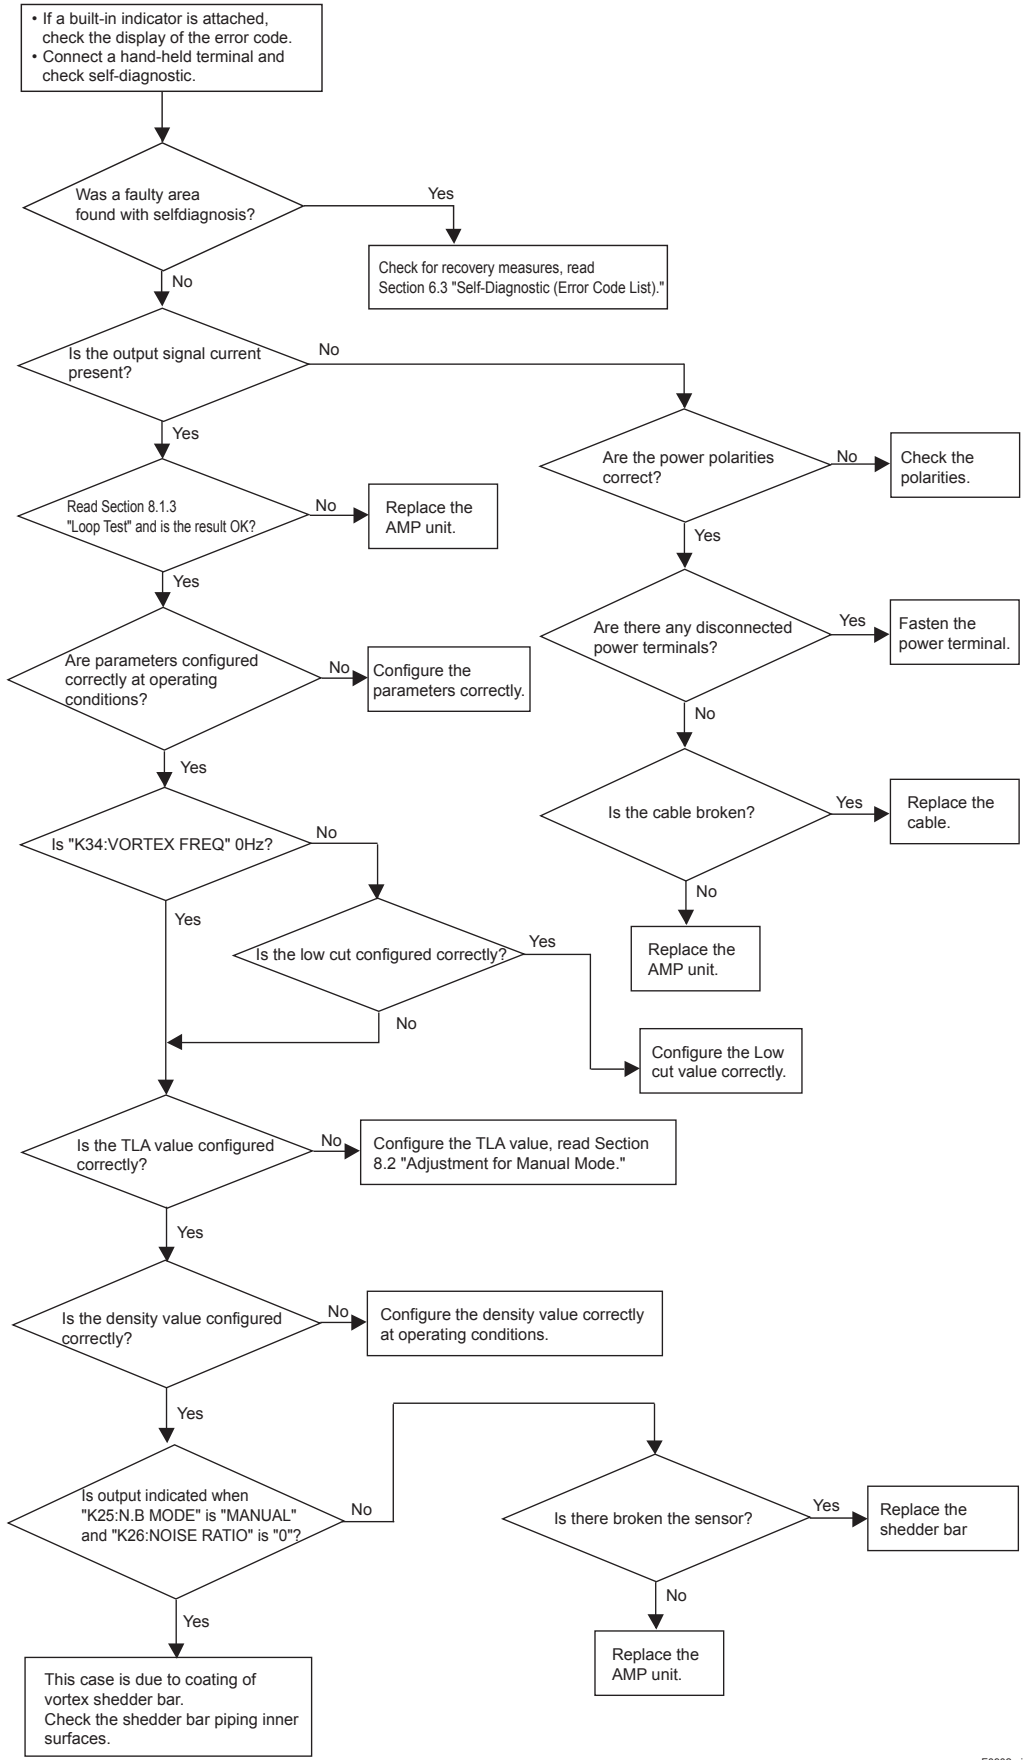 • If a built-in indicator is attached,
check the display of the error code.
• Connect a hand-held terminal and
check self-diagnostic.
Was a faulty area
found with selfdiagnosis?
Yes
Check for recovery measures, read
Section 6.3 "Self-Diagnostic (Error Code List)."
No
Is the output signal current
present?
No
Yes
Are the power polarities
correct?
No
Check the
polarities.
Read Section 8.1.3
"Loop Test" and is the result OK?
No
Replace the
AMP unit.
Yes
Yes
Are there any disconnected
power terminals?
Yes
Fasten the
power terminal.
Are parameters configured
correctly at operating
conditions?
No
Configure the
parameters correctly.
No
Yes
Is the cable broken?
Yes
Replace the
cable.
Is "K34:VORTEX FREQ" 0Hz?
No
No
Yes
Replace the
AMP unit.
Is the low cut configured correctly?
Yes
No
Configure the Low
cut value correctly.
Is the TLA value configured
correctly?
No
Configure the TLA value, read Section
8.2 "Adjustment for Manual Mode."
Yes
Is the density value configured
correctly?
No
Configure the density value correctly
at operating conditions.
Yes
Is output indicated when
"K25:N.B MODE" is "MANUAL"
and "K26:NOISE RATIO" is "0"?
No
Is there broken the sensor?
Yes
Replace the
shedder bar
No
Yes
Replace the
AMP unit.
This case is due to coating of
vortex shedder bar.
Check the shedder bar piping inner
surfaces.